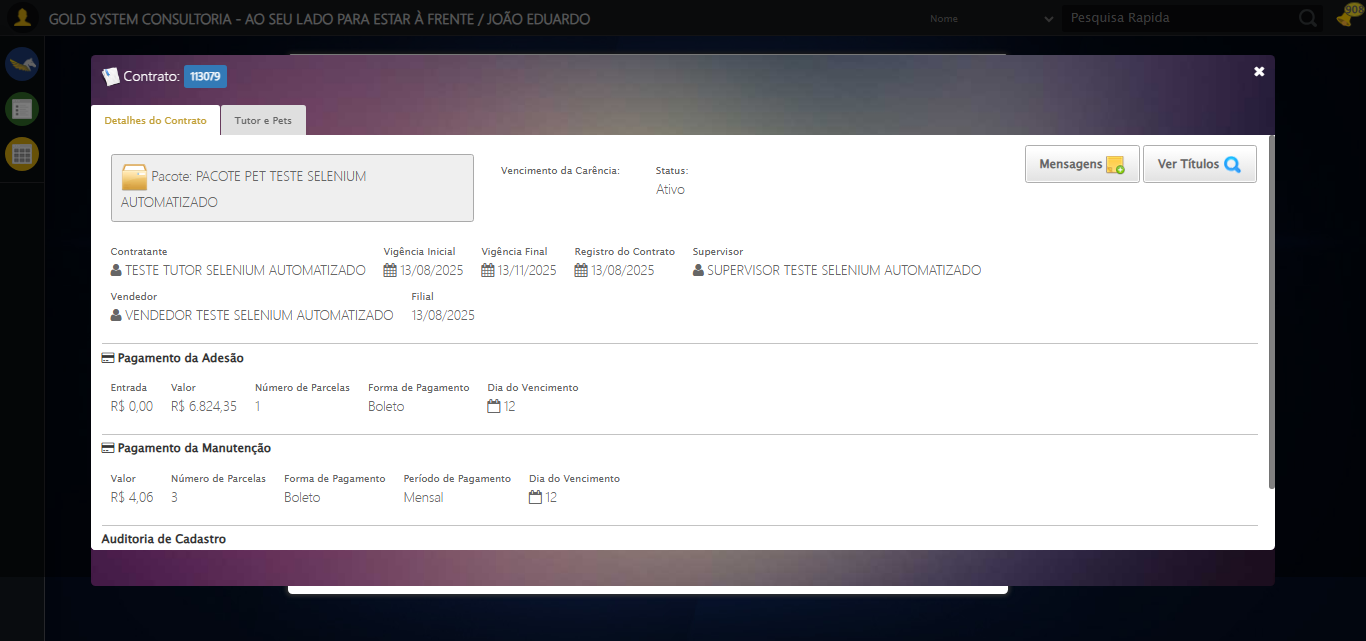 GOLD SYSTEM CONSULTORIA - AO SEU LADO PARA ESTAR À FRENTE / JOÃO EDUARDO
Nome
Pesquisa Rapida
906
Contrato: 113079
Detalhes do Contrato
Tutor e Pets
Pacote: PACOTE PET TESTE SELENIUM
AUTOMATIZADO
Vencimento da Carência:
Status:
Ativo
Mensagens
Ver Títulos
Contratante
TESTE TUTOR SELENIUM AUTOMATIZADO
Vigência Inicial
13/08/2025
Vigência Final
13/11/2025
Registro do Contrato
13/08/2025
Supervisor
SUPERVISOR TESTE SELENIUM AUTOMATIZADO
Vendedor
VENDEDOR TESTE SELENIUM AUTOMATIZADO
Filial
13/08/2025
Pagamento da Adesão
Entrada
R$ 0,00
Valor
R$ 6.824,35
Número de Parcelas
1
Forma de Pagamento
Boleto
Dia do Vencimento
12
Pagamento da Manutenção
Valor
R$ 4,06
Número de Parcelas
3
Forma de Pagamento
Boleto
Período de Pagamento
Mensal
Dia do Vencimento
12
Auditoria de Cadastro